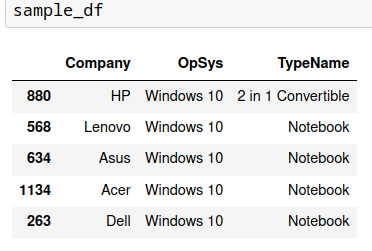 sample_df
Company OpSys TypeName
880 HP Windows 10 2 in 1 Convertible
568 Lenovo Windows 10 Notebook
634 Asus Windows 10 Notebook
1134 Acer Windows 10 Notebook
263 Dell Windows 10 Notebook